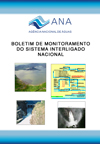 ANA
AGÊNCIA NACIONAL DE ÁGUAS
BOLETIM DE MONITORAMENTO
DO SISTEMA INTERLIGADO
NACIONAL